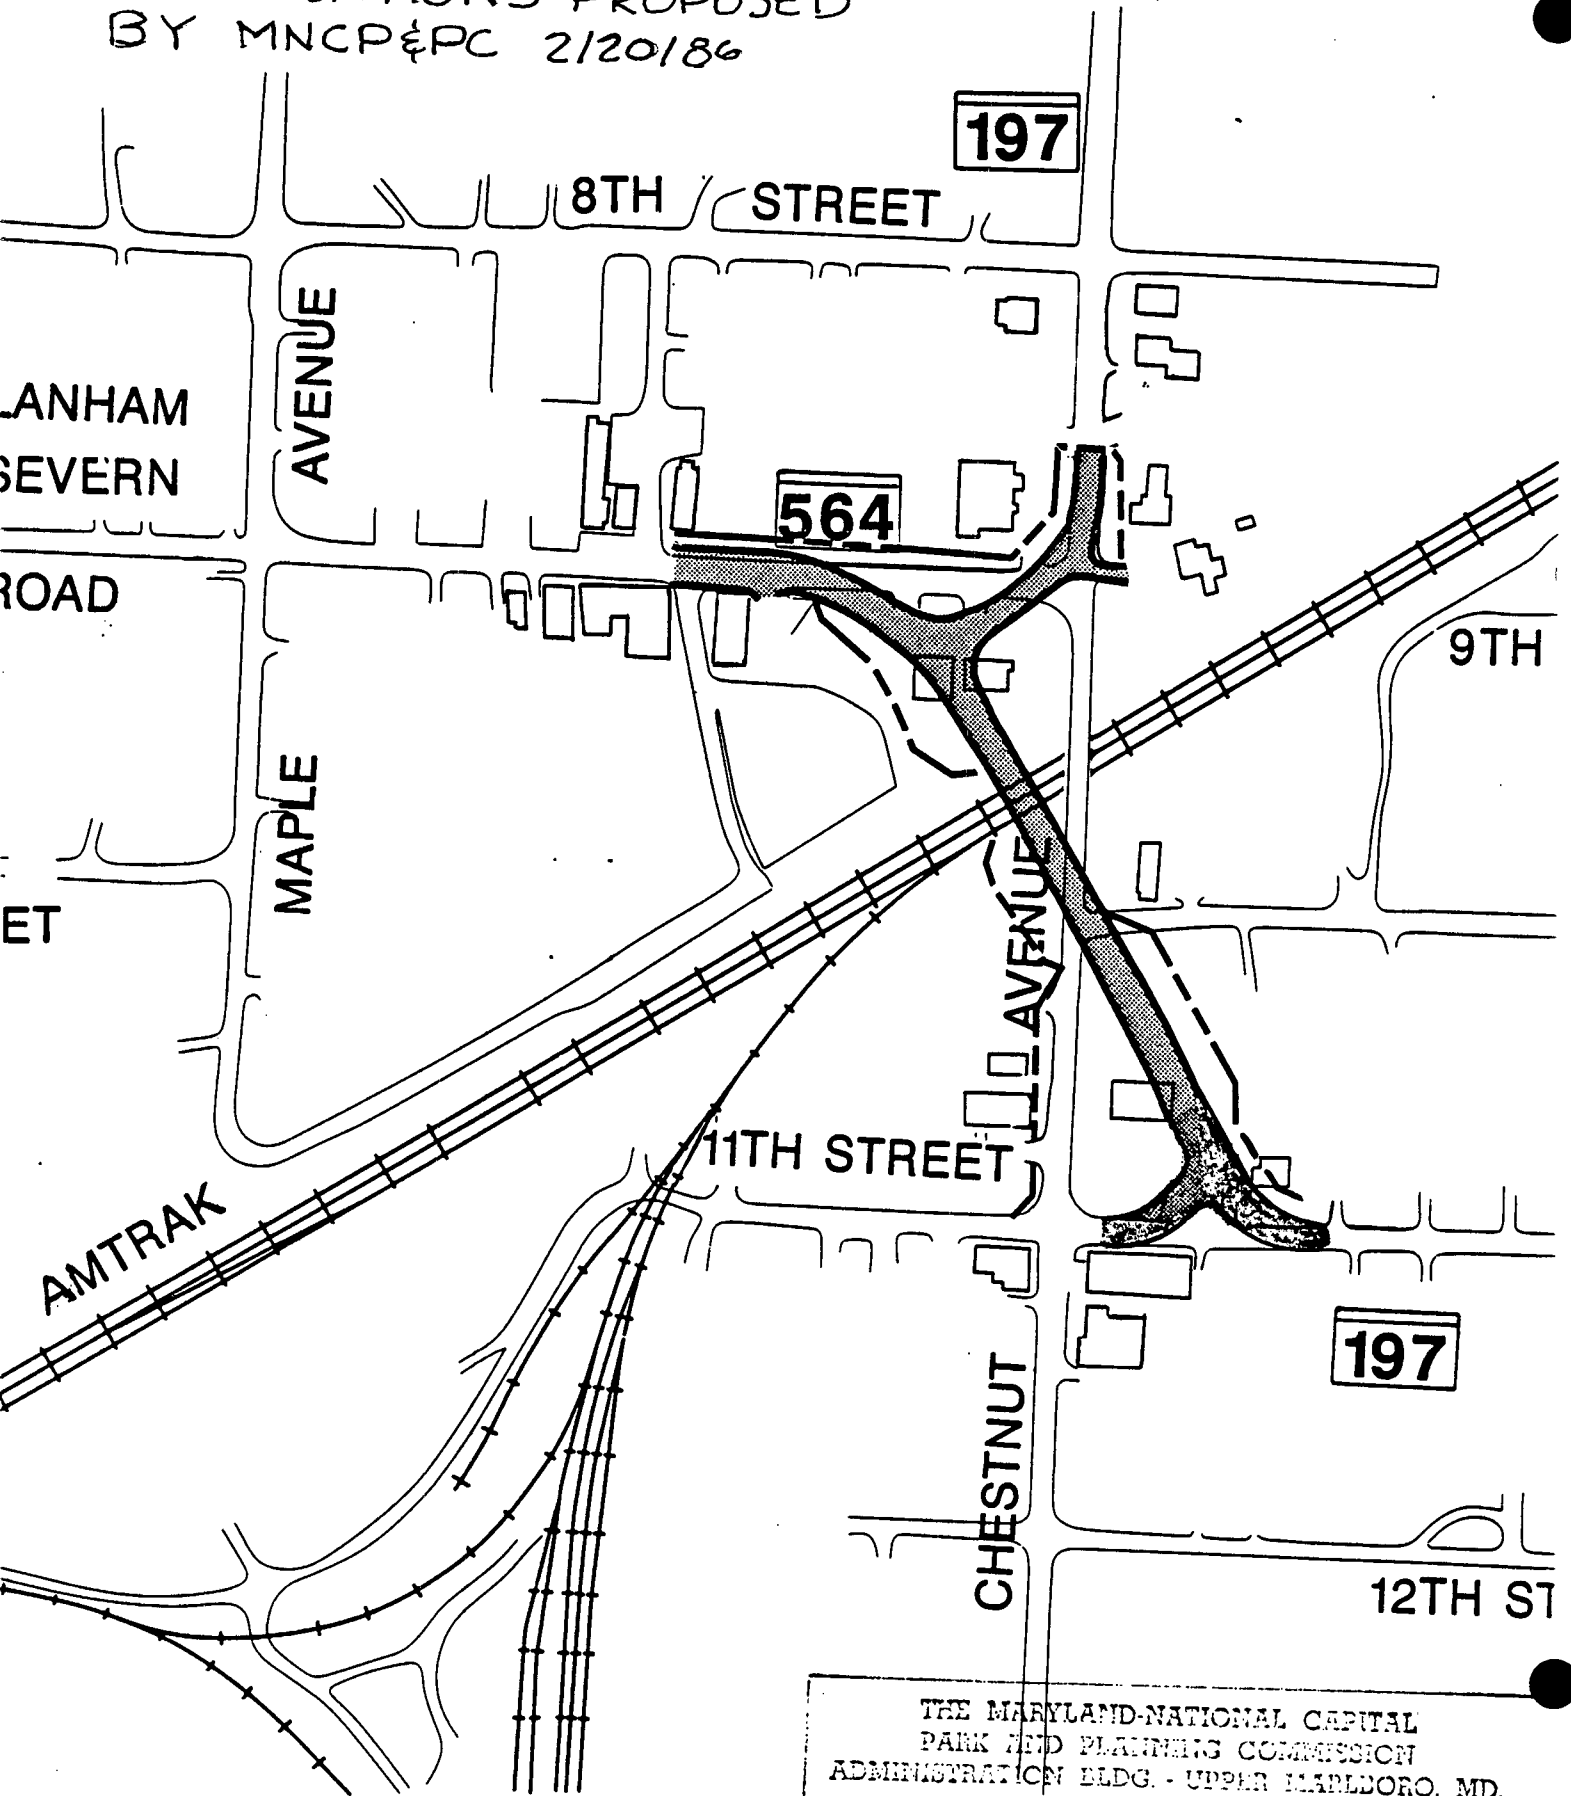 PROPOSED
BY MNCP&PC 2/20/86
197
8TH STREET
AVENUE
LANHAM
SEVERN
564
ROAD
9TH
MAPLE
ET
AVENUE
11TH STREET
AMTRAK
197
CHESTNUT
12TH ST
THE MARYLAND-NATIONAL CAPITAL
PARK AND PLANNING COMMISSION
ADMINISTRATION BLDG. - UPPER MARLBORO, MD.